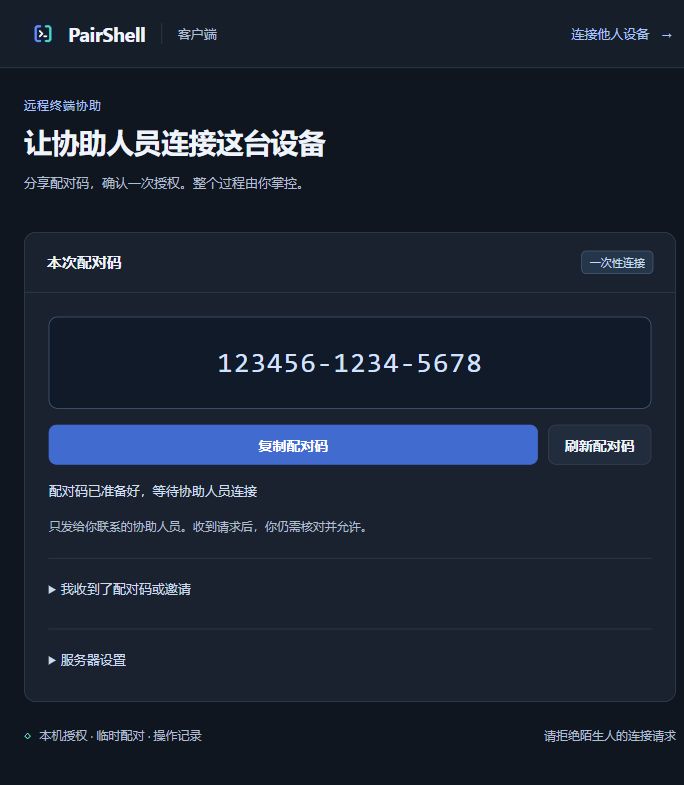 PairShell 客户端 连接他人设备 →
远程终端协助
让协助人员连接这台设备
分享配对码，确认一次授权。整个过程由你掌控。
本次配对码 一次性连接
123456-1234-5678
复制配对码 刷新配对码
配对码已准备好，等待协助人员连接
只发给你联系的协助人员。收到请求后，你仍需核对并允许。
▶ 我收到了配对码或邀请
▶ 服务器设置
◇ 本机授权 · 临时配对 · 操作记录 请拒绝陌生人的连接请求